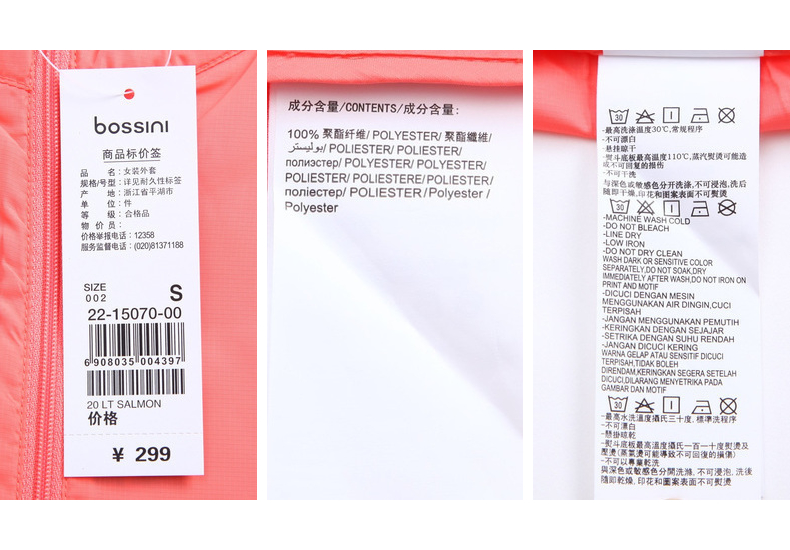 bossini
商品标价签
品 名：女装外套
规格/号型：详见耐久性标签
产 地：浙江省平湖市
单 位：件
等 级：合格品
物 价 员：
价格举报电话：12358
服务监督电话：(020)81371188
SIZE
002
S
22-15070-00
6 908035 004397
20 LT SALMON
价格
¥ 299
成分含量/CONTENTS/成分含量:
100% 聚酯纤维/ POLYESTER/ 聚酯纖維/
بوليستر/ POLIESTER/ POLIESTER/
полиэстер/ POLYESTER/ POLYESTER/
POLIESTER/ POLIESTERE/ POLIESTER/
поліестер/ POLIESTER /Polyester /
Polyester
30
-最高洗涤温度30℃,常规程序
-不可漂白
-悬挂晾干
-熨斗底板最高温度110℃,蒸汽熨烫可能造
成不可回复的损伤
-不可干洗
与深色或敏感色分开洗涤,不可浸泡,洗后
随即干燥,印花和图案表面不可熨烫
30
-MACHINE WASH COLD
-DO NOT BLEACH
-LINE DRY
-LOW IRON
-DO NOT DRY CLEAN
WASH DARK OR SENSITIVE COLOR
SEPARATELY,DO NOT SOAK,DRY
IMMEDIATELY AFTER WASH,DO NOT IRON ON
PRINT AND MOTIF
-DICUCI DENGAN MESIN
MENGGUNAKAN AIR DINGIN,CUCI
TERPISAH
-JANGAN MENGGUNAKAN PEMUTIH
-KERINGKAN DENGAN SEJAJAR
-SETRIKA DENGAN SUHU RENDAH
-JANGAN DICUCI KERING
WARNA GELAP ATAU SENSITIF DICUCI
TERPISAH,TIDAK BOLEH
DIRENDAM,KERINGKAN SEGERA SETELAH
DICUCI,DILARANG MENYETRIKA PADA
GAMBAR DAN MOTIF
30
-最高水洗溫度攝氏三十度, 標準洗程序
-不可漂白
-懸掛晾乾
-熨斗底板最高溫度攝氏一百一十度熨燙及
壓燙(蒸氣燙可能導致不可回復的損傷)
-不可以專業乾洗
與深色或敏感色分開洗滌, 不可浸泡, 洗後
隨即乾燥, 印花和圖案表面不可熨燙